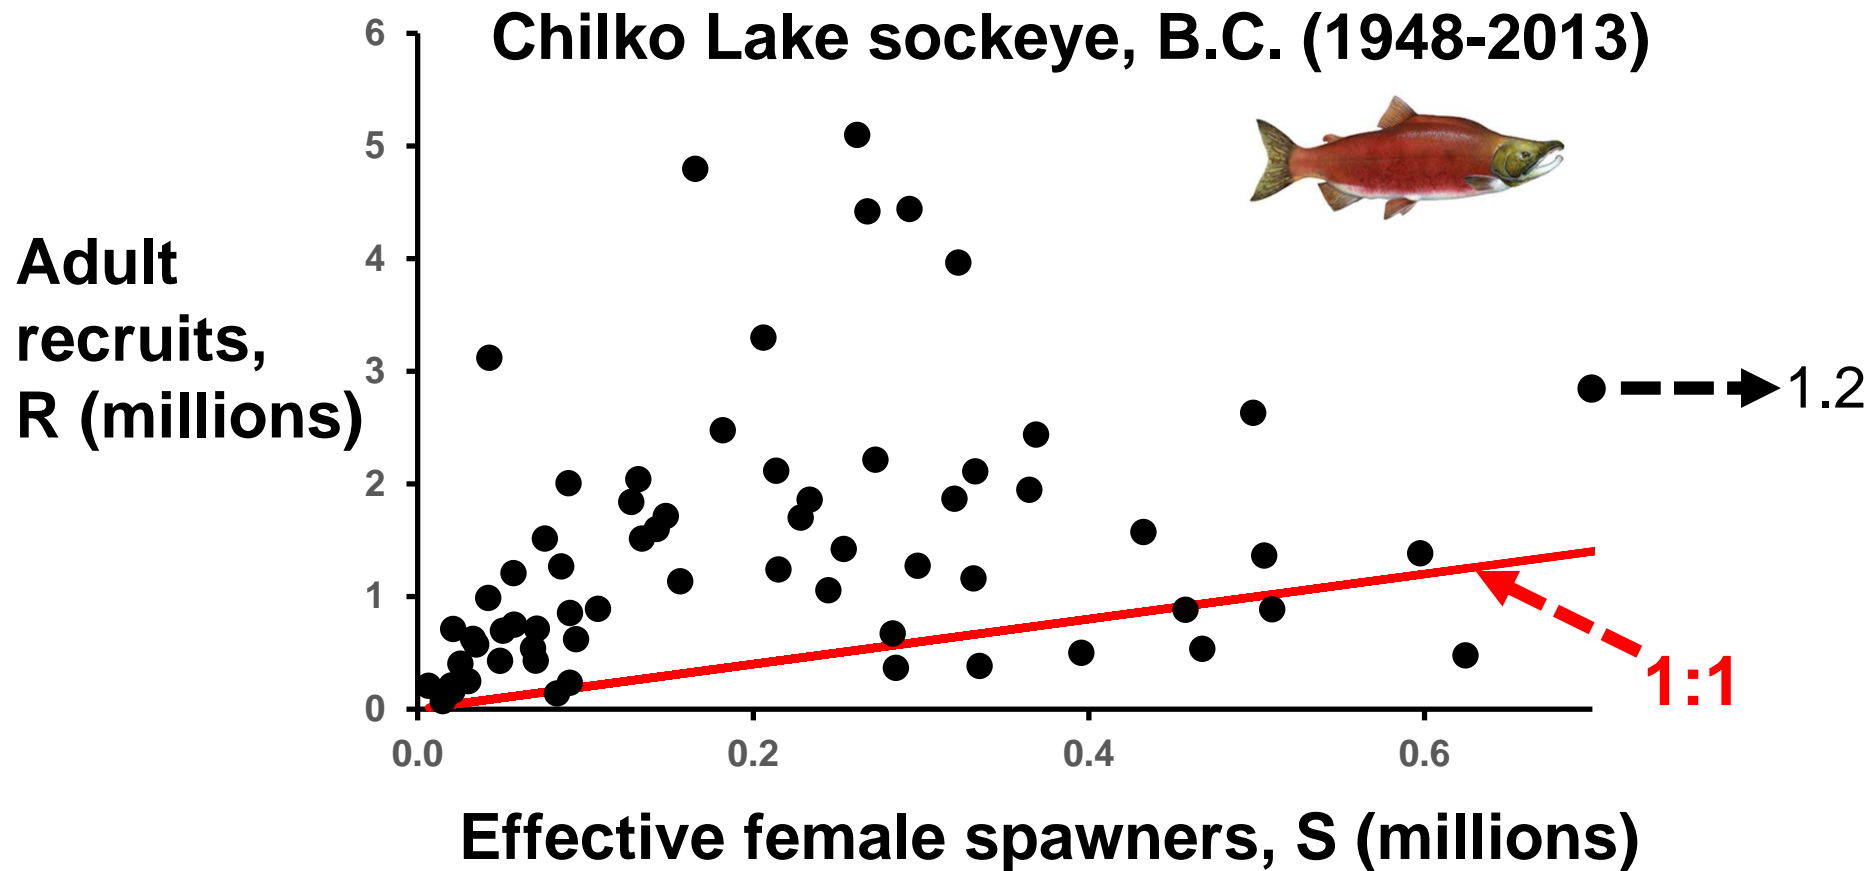 Chilko Lake sockeye, B.C. (1948-2013)
6
5
4
3
2
1
0
Adult
recruits,
R (millions)
1.2
1:1
0.0
0.2
0.4
0.6
Effective female spawners, S (millions)